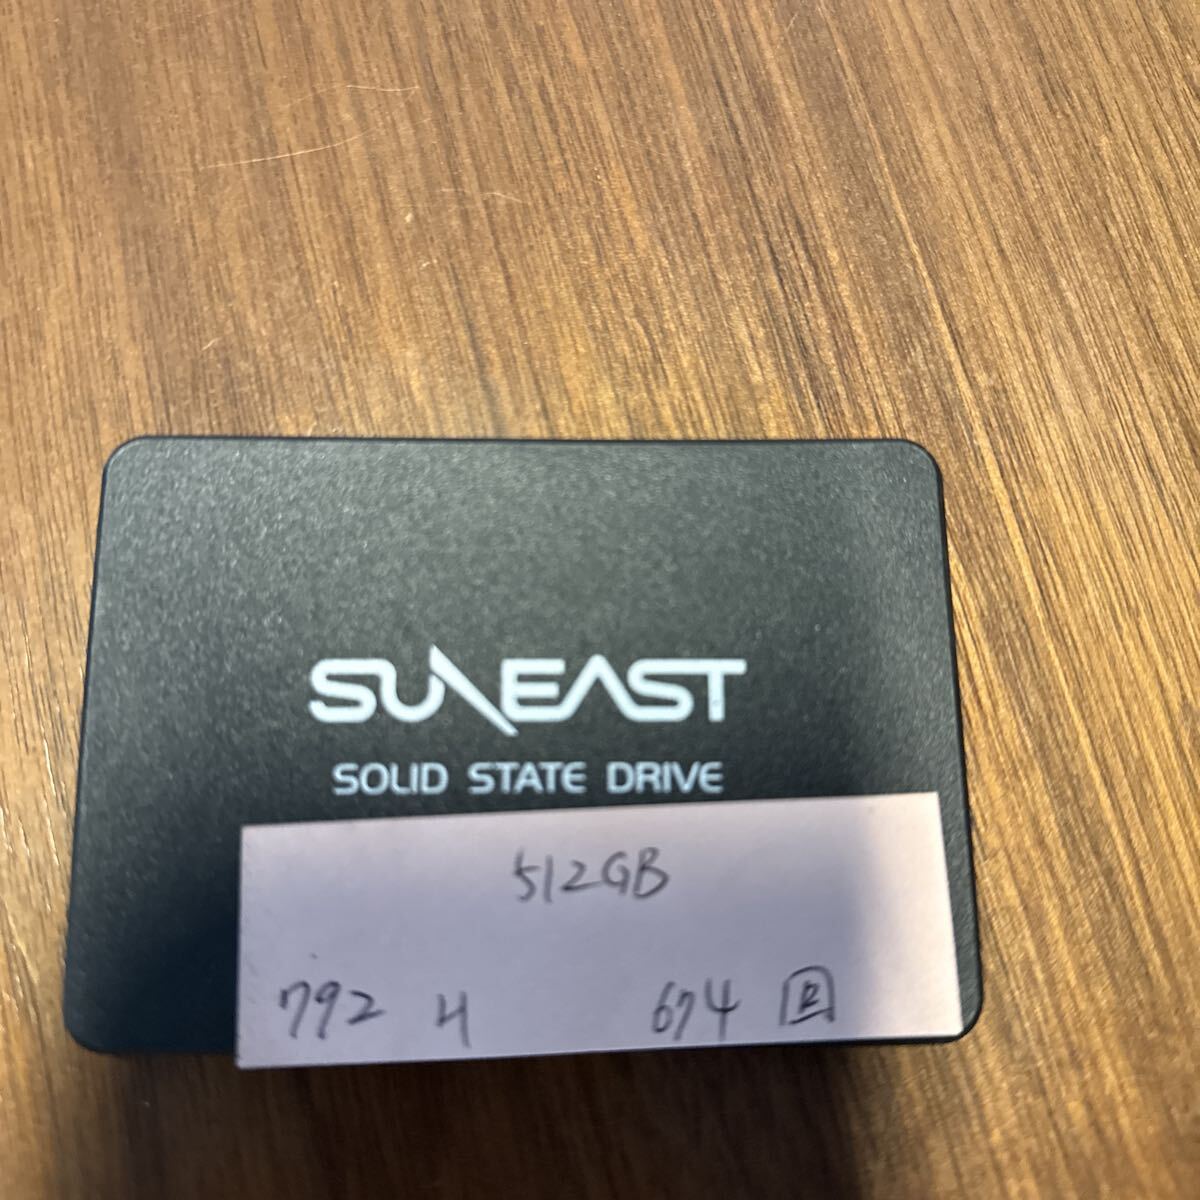 SUNEAST
SOLID STATE DRIVE
512GB
792 H 674 回